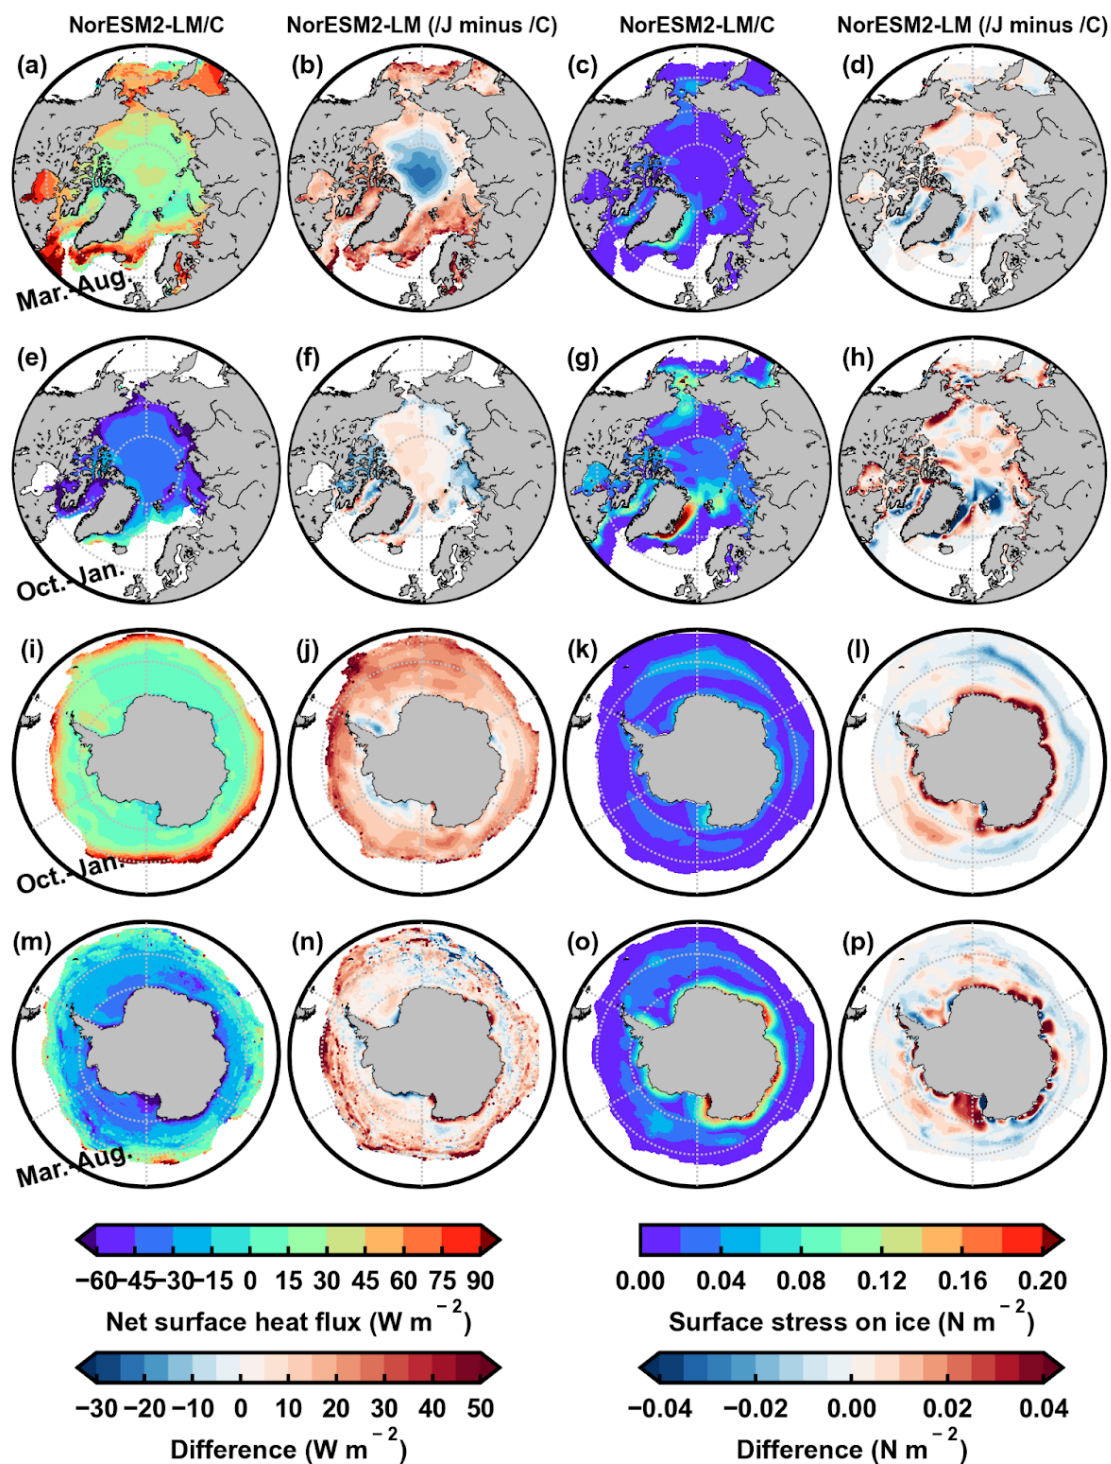 NorESM2-LM/C NorESM2-LM (/J minus /C) NorESM2-LM/C NorESM2-LM (/J minus /C)
(a) (b) (c) (d)
Mar.-Aug.
(e) (f) (g) (h)
Oct.-Jan.
(i) (j) (k) (l)
Oct.-Jan.
(m) (n) (o) (p)
Mar.-Aug.
−60 −45 −30 −15 0 15 30 45 60 75 90 0.00 0.04 0.08 0.12 0.16 0.20
Net surface heat flux (W m⁻²) Surface stress on ice (N m⁻²)
−30 −20 −10 0 10 20 30 40 50 −0.04 −0.02 0.00 0.02 0.04
Difference (W m⁻²) Difference (N m⁻²)